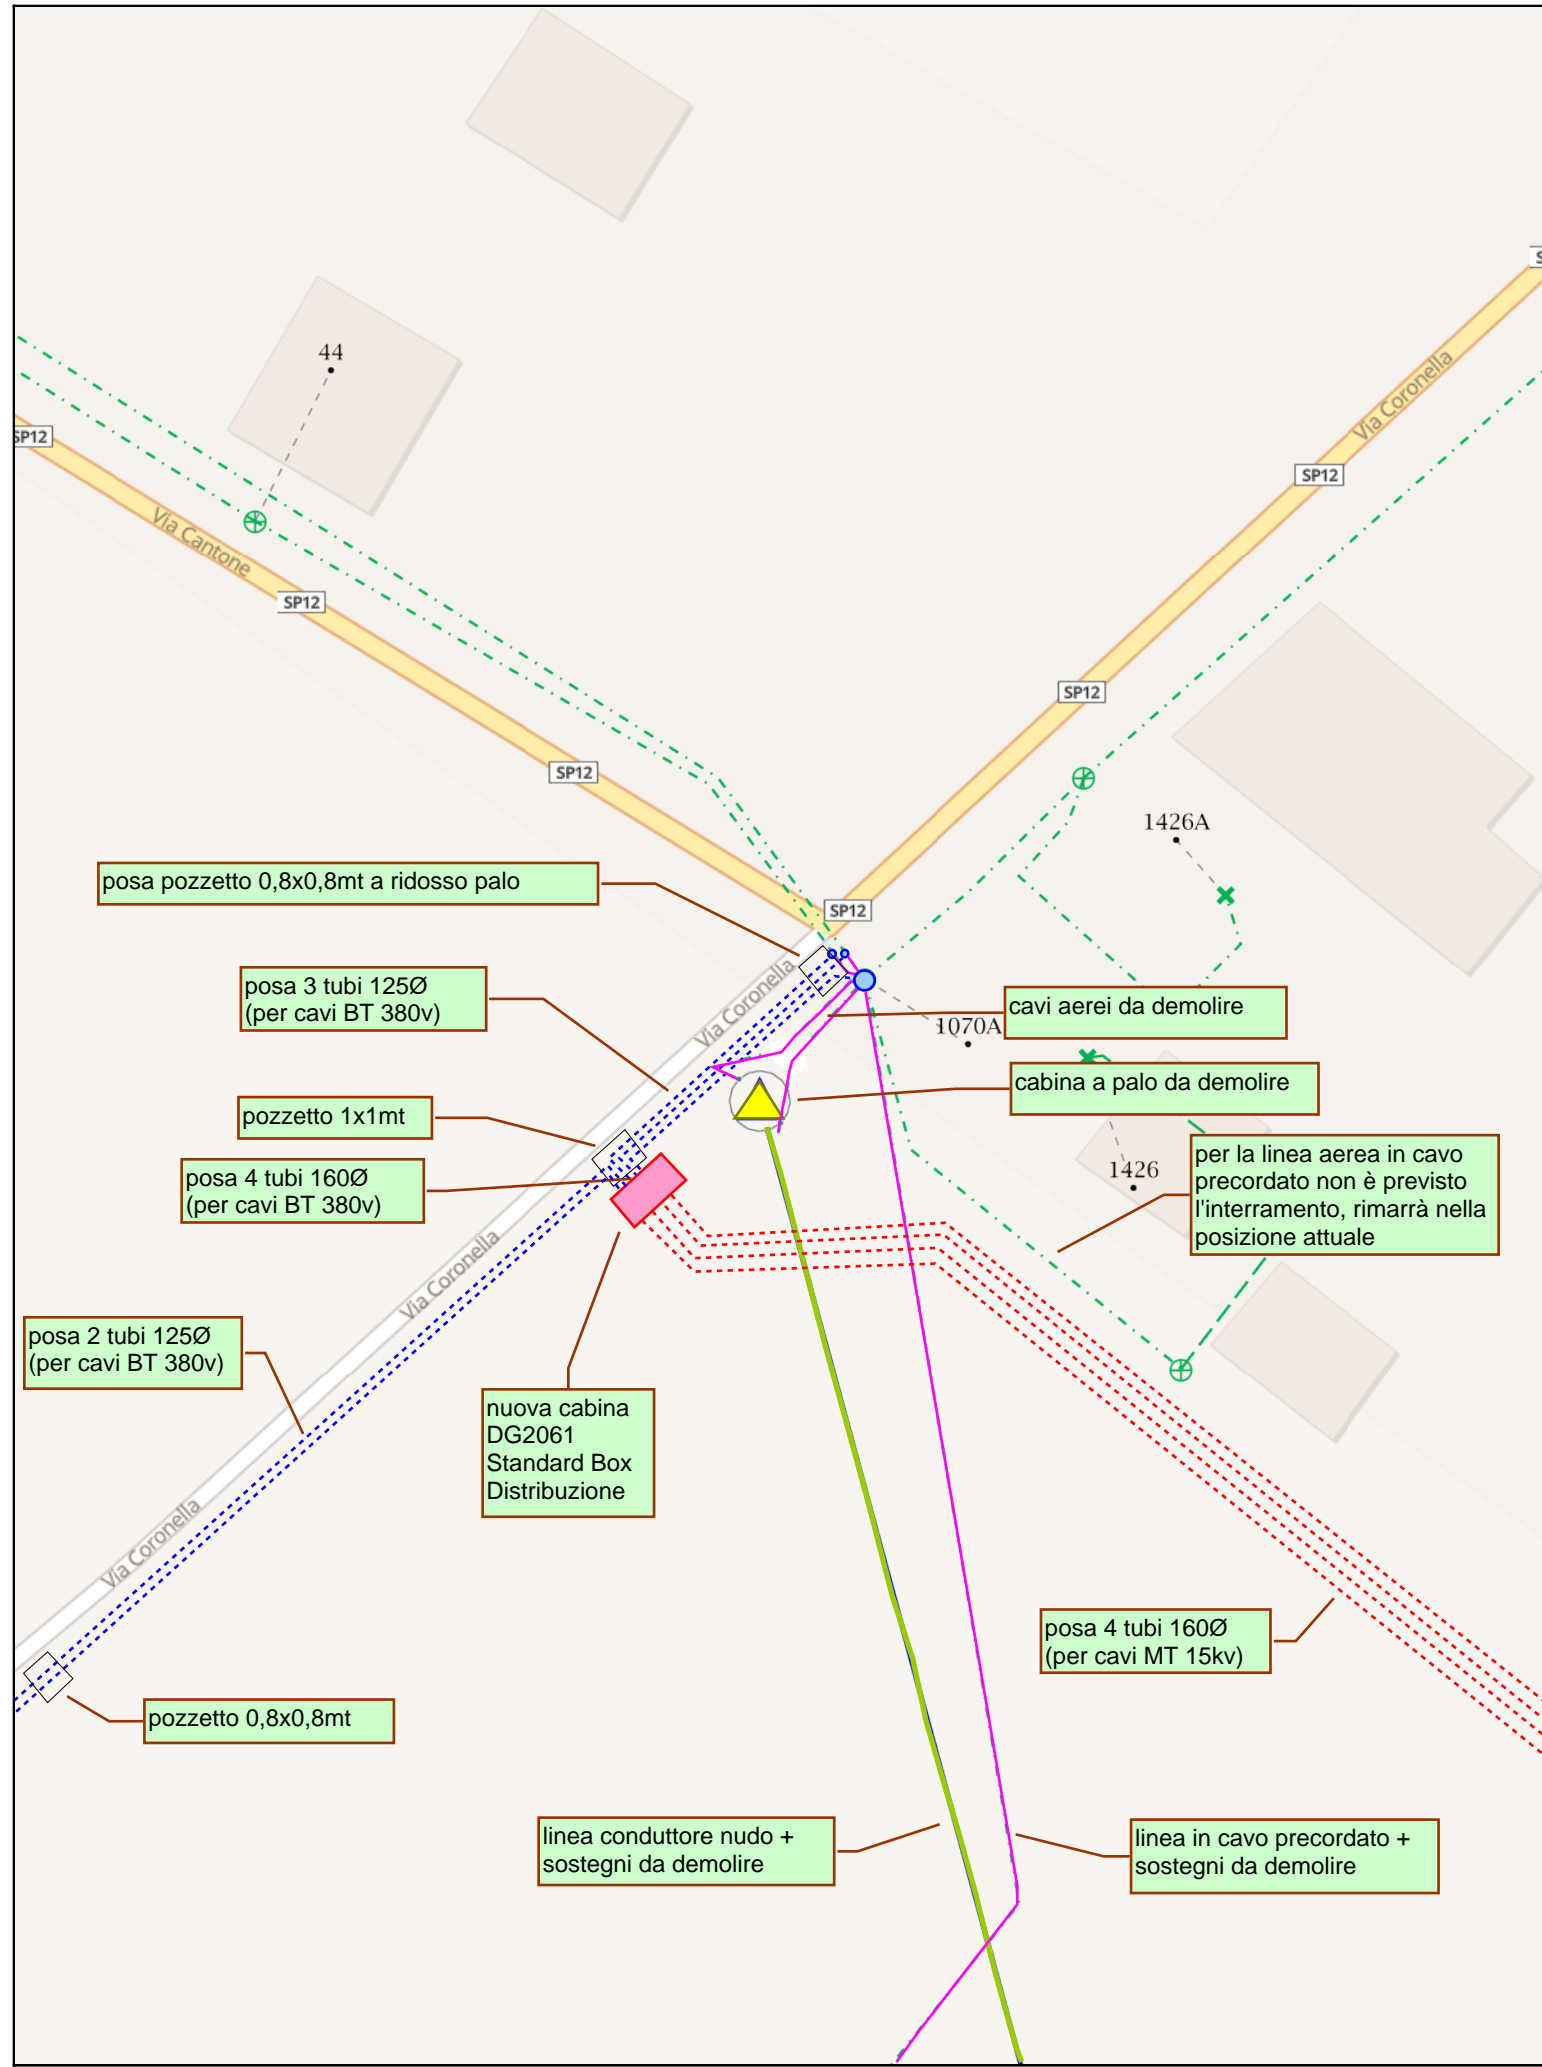 44
SP12
Via Cantone
SP12
SP12
Via Coronella
SP12
SP12
SP12
1426A
posa pozzetto 0,8x0,8mt a ridosso palo
posa 3 tubi 125Ø
(per cavi BT 380v)
Via Coronella
cavi aerei da demolire
1070A
cabina a palo da demolire
pozzetto 1x1mt
posa 4 tubi 160Ø
(per cavi BT 380v)
1426
per la linea aerea in cavo
precordato non è previsto
l'interramento, rimarrà nella
posizione attuale
Via Coronella
posa 2 tubi 125Ø
(per cavi BT 380v)
nuova cabina
DG2061
Standard Box
Distribuzione
Via Coronella
posa 4 tubi 160Ø
(per cavi MT 15kv)
pozzetto 0,8x0,8mt
linea conduttore nudo +
sostegni da demolire
linea in cavo precordato +
sostegni da demolire